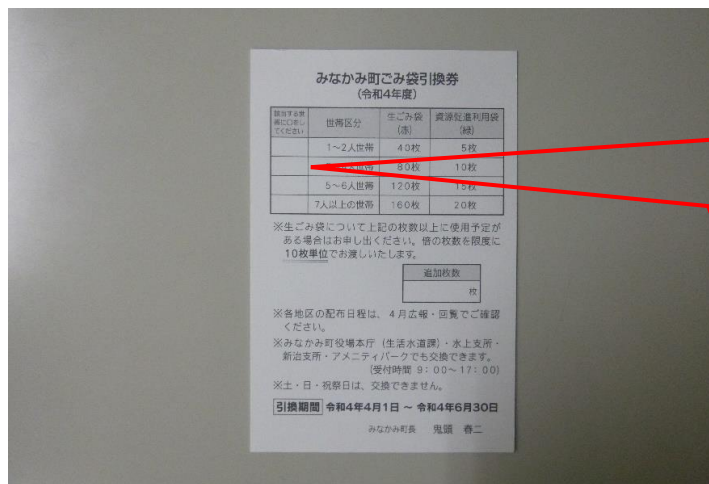 みなかみ町ごみ袋引換券
(令和4年度)
該当する世帯に○をしてください
世帯区分
生ごみ袋
(赤)
資源促進利用袋
(緑)
1～2人世帯 40枚 5枚
人世帯 80枚 10枚
5～6人世帯 120枚 15枚
7人以上の世帯 160枚 20枚
※生ごみ袋について上記の枚数以上に使用予定が
ある場合はお申し出ください。倍の枚数を限度に
10枚単位でお渡しいたします。
追加枚数
枚
※各地区の配布日程は、4月広報・回覧でご確認
ください。
※みなかみ町役場本庁（生活水道課）・水上支所・
新治支所・アメニティパークでも交換できます。
(受付時間 9：00～17：00)
※土・日・祝祭日は、交換できません。
引換期間 令和4年4月1日 ～ 令和4年6月30日
みなかみ町長 鬼頭 春二